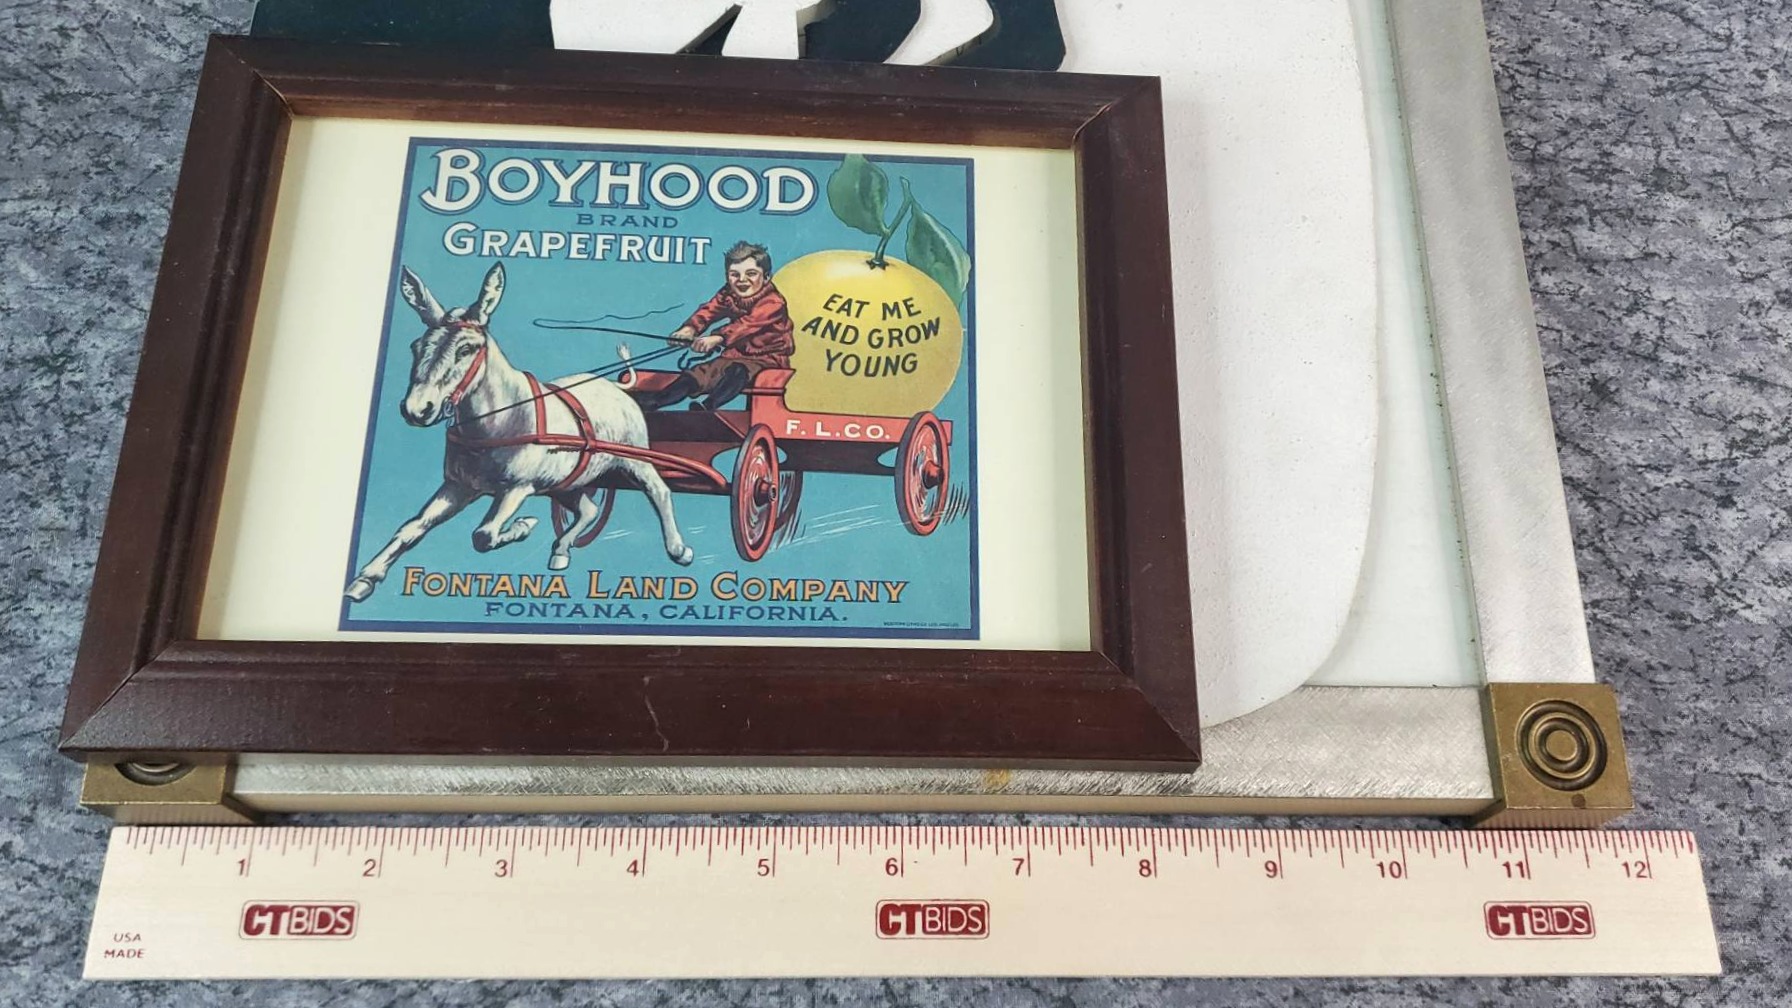 BOYHOOD
BRAND
GRAPEFRUIT
EAT ME
AND GROW
YOUNG
F. L. CO.
FONTANA LAND COMPANY
FONTANA, CALIFORNIA.
1 2 3 4 5 6 7 8 9 10 11 12
CTBIDS CTBIDS CTBIDS
USA
MADE